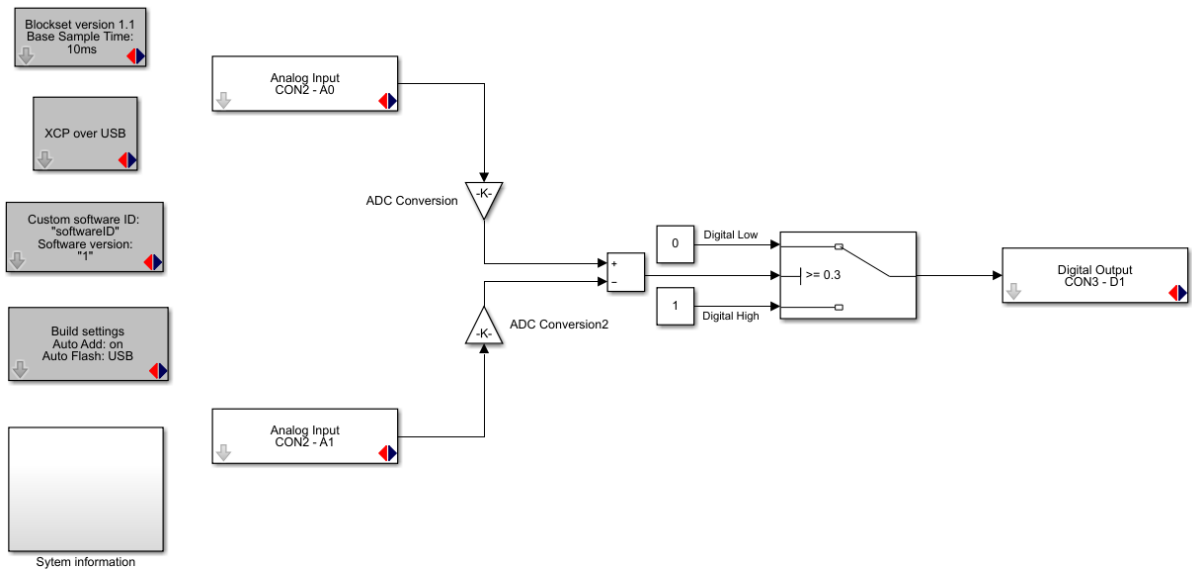 Blockset version 1.1
Base Sample Time:
10ms
XCP over USB
Custom software ID:
"softwareID"
Software version:
"1"
Build settings
Auto Add: on
Auto Flash: USB
Sytem information
Analog Input
CON2 - A0
ADC Conversion
-K-
+
−
-K-
ADC Conversion2
Analog Input
CON2 - A1
0
Digital Low
1
Digital High
>= 0.3
Digital Output
CON3 - D1